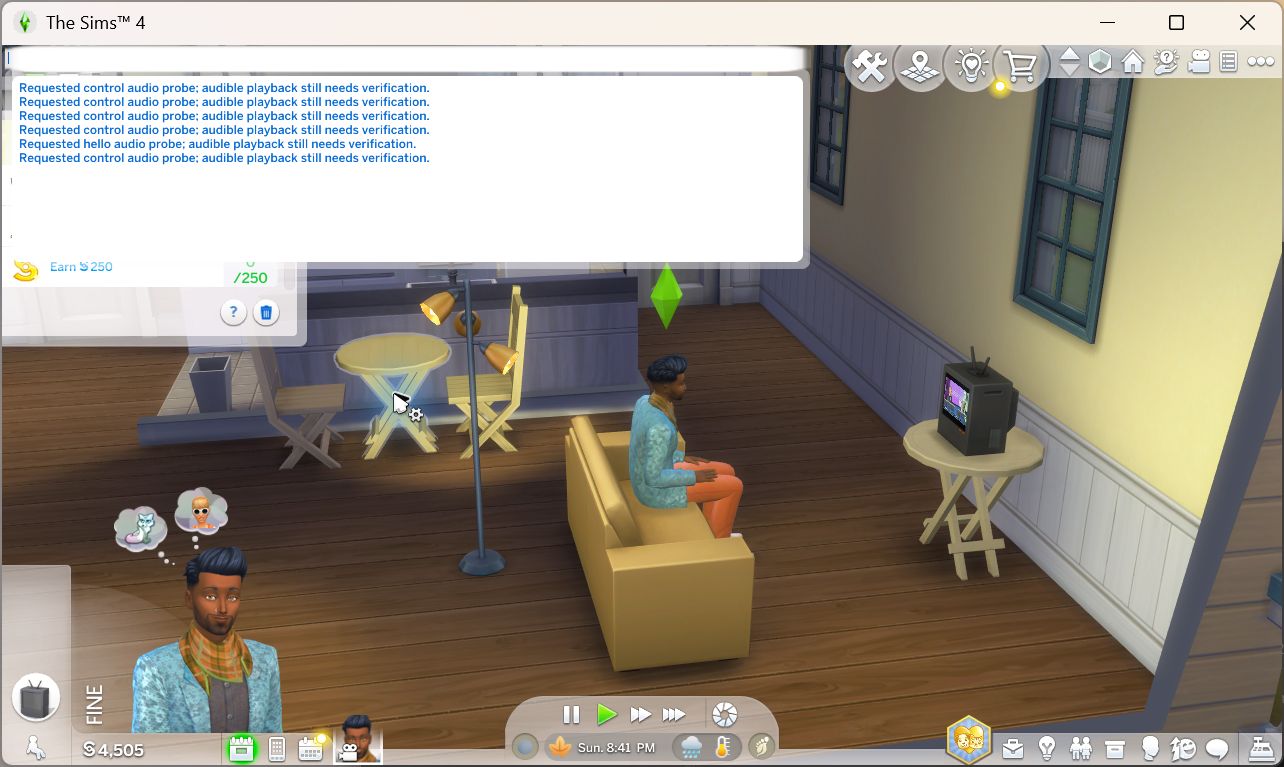 The Sims™ 4
Requested control audio probe; audible playback still needs verification.
Requested control audio probe; audible playback still needs verification.
Requested control audio probe; audible playback still needs verification.
Requested control audio probe; audible playback still needs verification.
Requested hello audio probe; audible playback still needs verification.
Requested control audio probe; audible playback still needs verification.
Earn §250
/250
?
FINE
§4,505
Sun. 8:41 PM